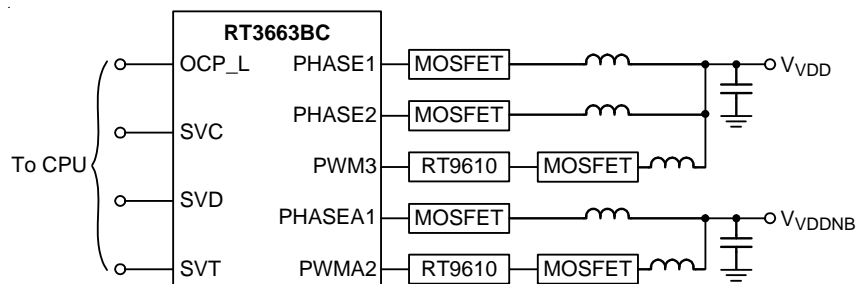 RT3663BC
OCP_L PHASE1 MOSFET VVDD
SVC PHASE2 MOSFET
To CPU PWM3 RT9610 MOSFET
SVD PHASEA1 MOSFET VVDDNB
SVT PWMA2 RT9610 MOSFET